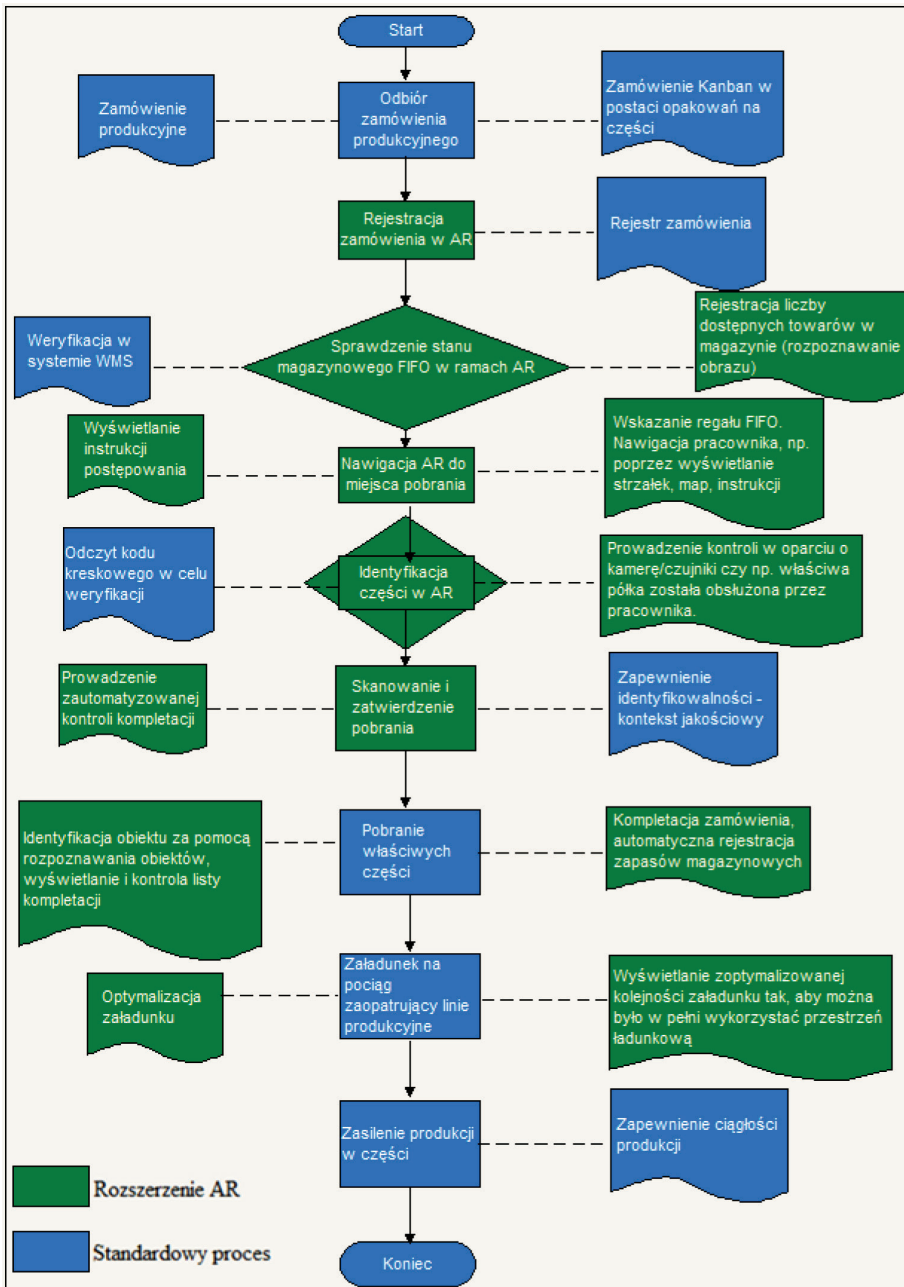 Start
Zamówienie
produkcyjne
Odbiór
zamówienia
produkcyjnego
Zamówienie Kanban w
postaci opakowań na
części
Rejestracja
zamówienia w AR
Rejestr zamówienia
Weryfikacja w
systemie WMS
Sprawdzenie stanu
magazynowego FIFO w ramach AR
Rejestracja liczby
dostępnych towarów w
magazynie (rozpoznawanie
obrazu)
Wyświetlanie
instrukcji
postępowania
Nawigacja AR do
miejsca pobrania
Wskazanie regału FIFO.
Nawigacja pracownika, np.
poprzez wyświetlanie
strzałek, map, instrukcji
Odczyt kodu
kreskowego w celu
weryfikacji
Identyfikacja
części w AR
Prowadzenie kontroli w oparciu o
kamerę/czujniki czy np. właściwa
półka została obsłużona przez
pracownika.
Prowadzenie
zautomatyzowanej
kontroli kompletacji
Skanowanie i
zatwierdzenie
pobrania
Zapewnienie
identyfikowalności -
kontekst jakościowy
Identyfikacja obiektu za pomocą
rozpoznawania obiektów,
wyświetlanie i kontrola listy
kompletacji
Pobranie
właściwych
części
Kompletacja zamówienia,
automatyczna rejestracja
zapasów magazynowych
Optymalizacja
załadunku
Załadunek na
pociąg
zaopatrujący linie
produkcyjne
Wyświetlanie zoptymalizowanej
kolejności załadunku tak, aby można
było w pełni wykorzystać przestrzeń
ładunkową
Zasilenie produkcji
w części
Zapewnienie ciągłości
produkcji
Rozszerzenie AR
Standardowy proces
Koniec